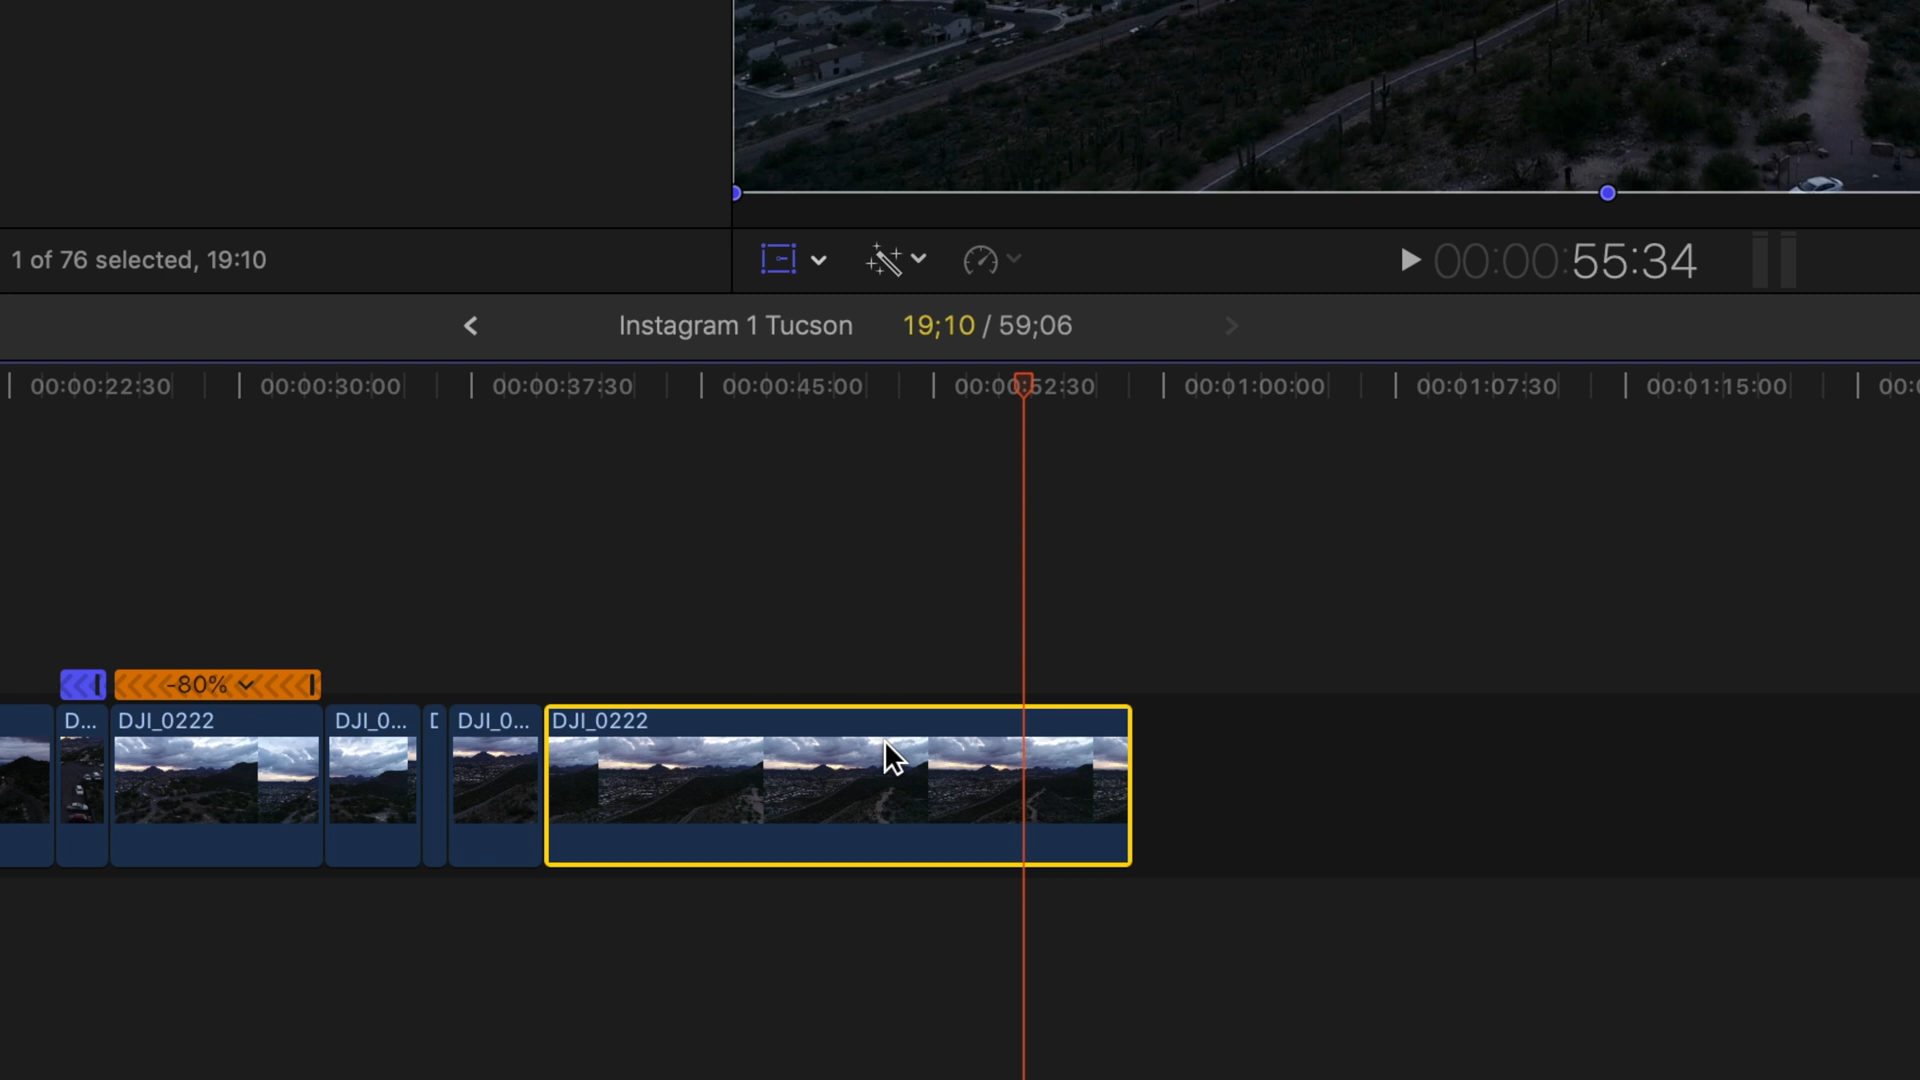 1 of 76 selected, 19:10
00:00:55:34
Instagram 1 Tucson 19;10 / 59;06
00:00:22:30 00:00:30:00 00:00:37:30 00:00:45:00 00:00:52:30 00:01:00:00 00:01:07:30 00:01:15:00 00:
-80%
D... DJI_0222 DJI_0... D DJI_0... DJI_0222